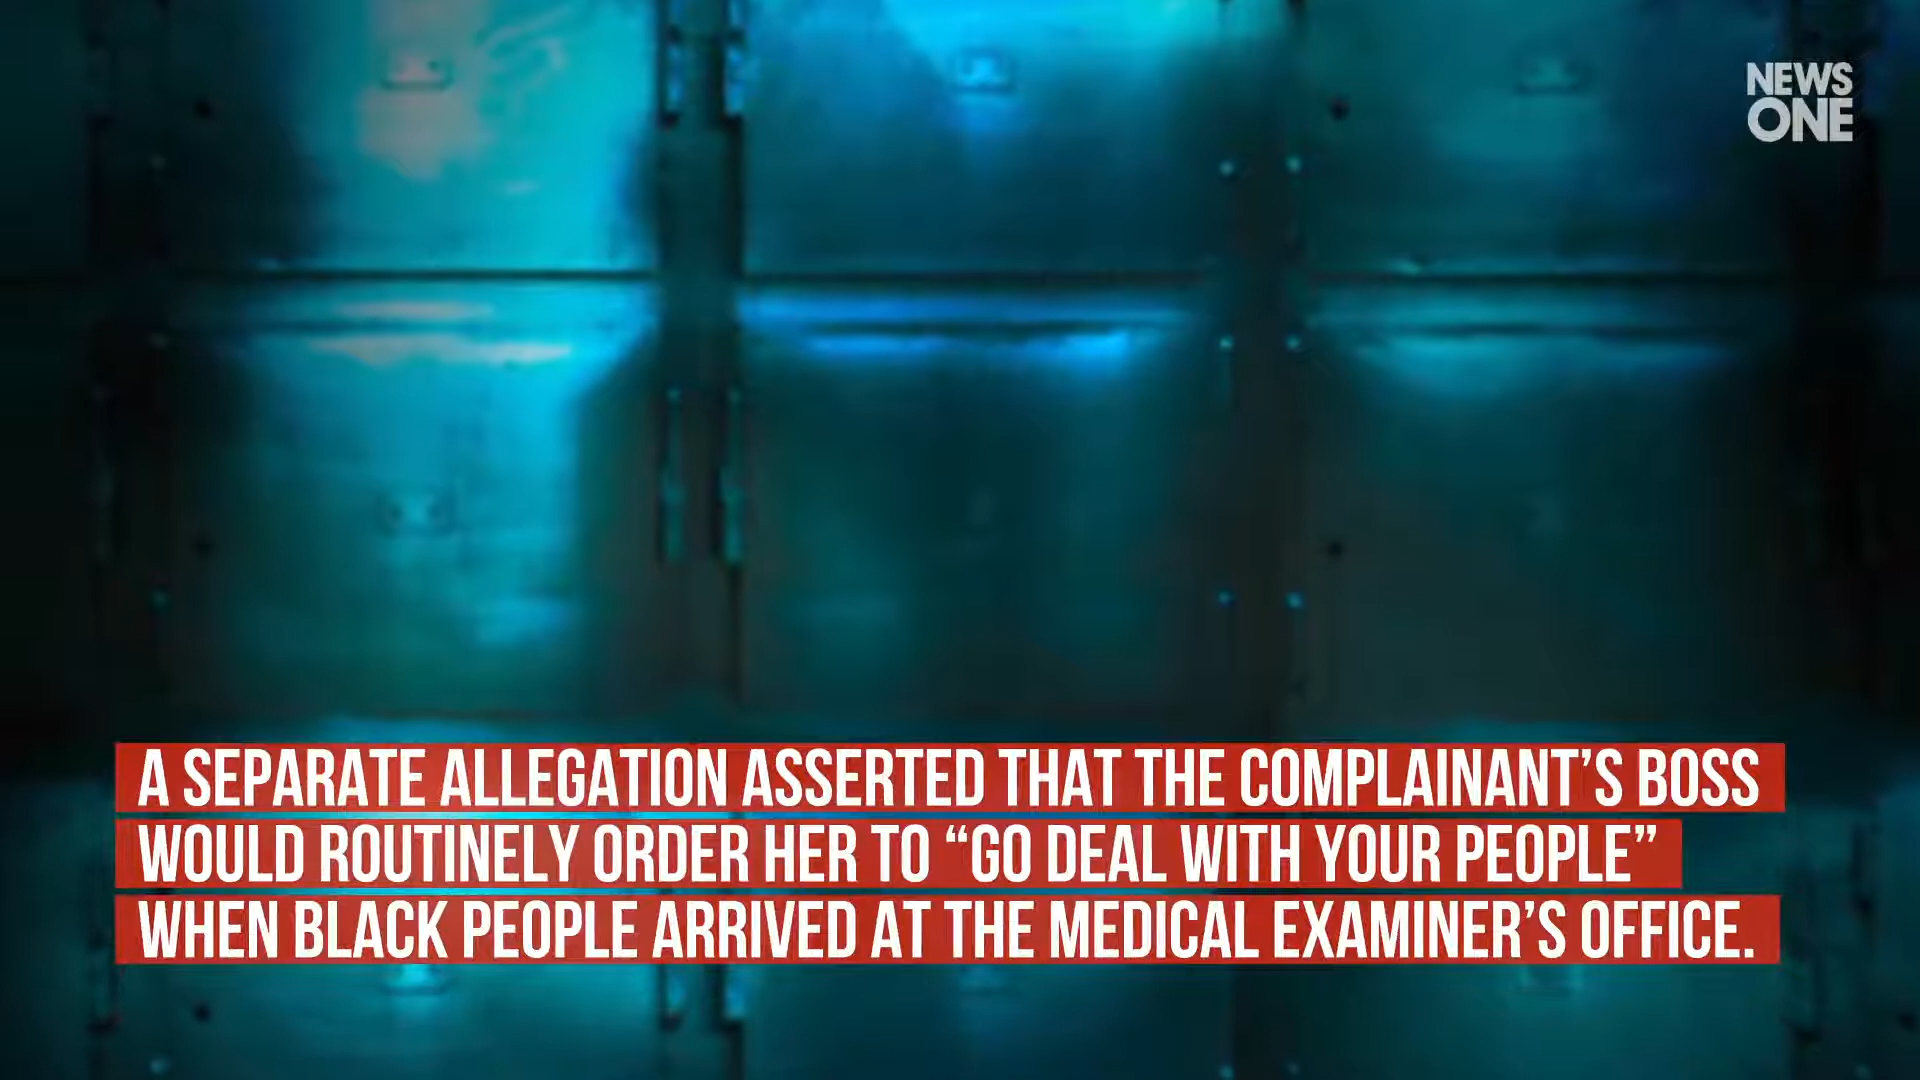 NEWS
ONE
A SEPARATE ALLEGATION ASSERTED THAT THE COMPLAINANT’S BOSS
WOULD ROUTINELY ORDER HER TO “GO DEAL WITH YOUR PEOPLE”
WHEN BLACK PEOPLE ARRIVED AT THE MEDICAL EXAMINER’S OFFICE.